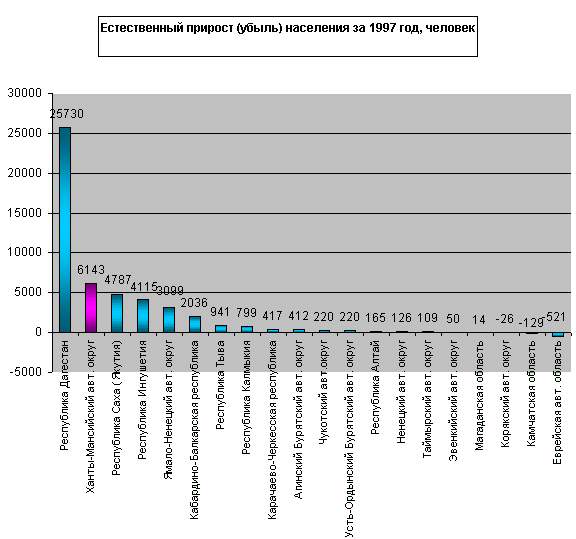 Естественный прирост (убыль) населения за 1997 год, человек
30000
25000
20000
15000
10000
5000
0
-5000
25730
6143
4787
4115
3099
2036
941
799
417
412
220
220
165
126
109
50
14
-26
-129
-521
Республика Дагестан
Ханты-Мансийский авт. округ
Республика Саха (Якутия)
Республика Ингушетия
Ямало-Ненецкий авт. округ
Кабардино-Балкарская республика
Республика Тыва
Республика Калмыкия
Карачаево-Черкесская республика
Агинский Бурятский авт. округ
Чукотский авт.округ
Усть-Ордынский Бурятский авт. округ
Республика Алтай
Ненецкий авт. округ
Таймырский авт. округ
Эвенкийский авт. округ
Магаданская область
Корякский авт. округ
Камчатская область
Еврейская авт. область